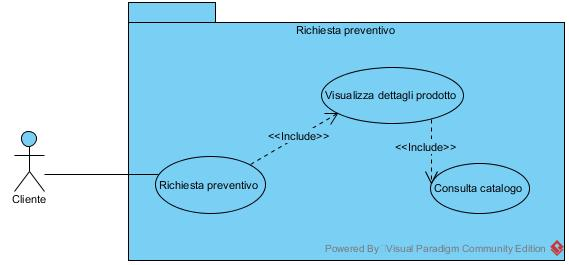 Richiesta preventivo
Visualizza dettagli prodotto
<<Include>>
<<Include>>
Richiesta preventivo
Consulta catalogo
Cliente
Powered By Visual Paradigm Community Edition